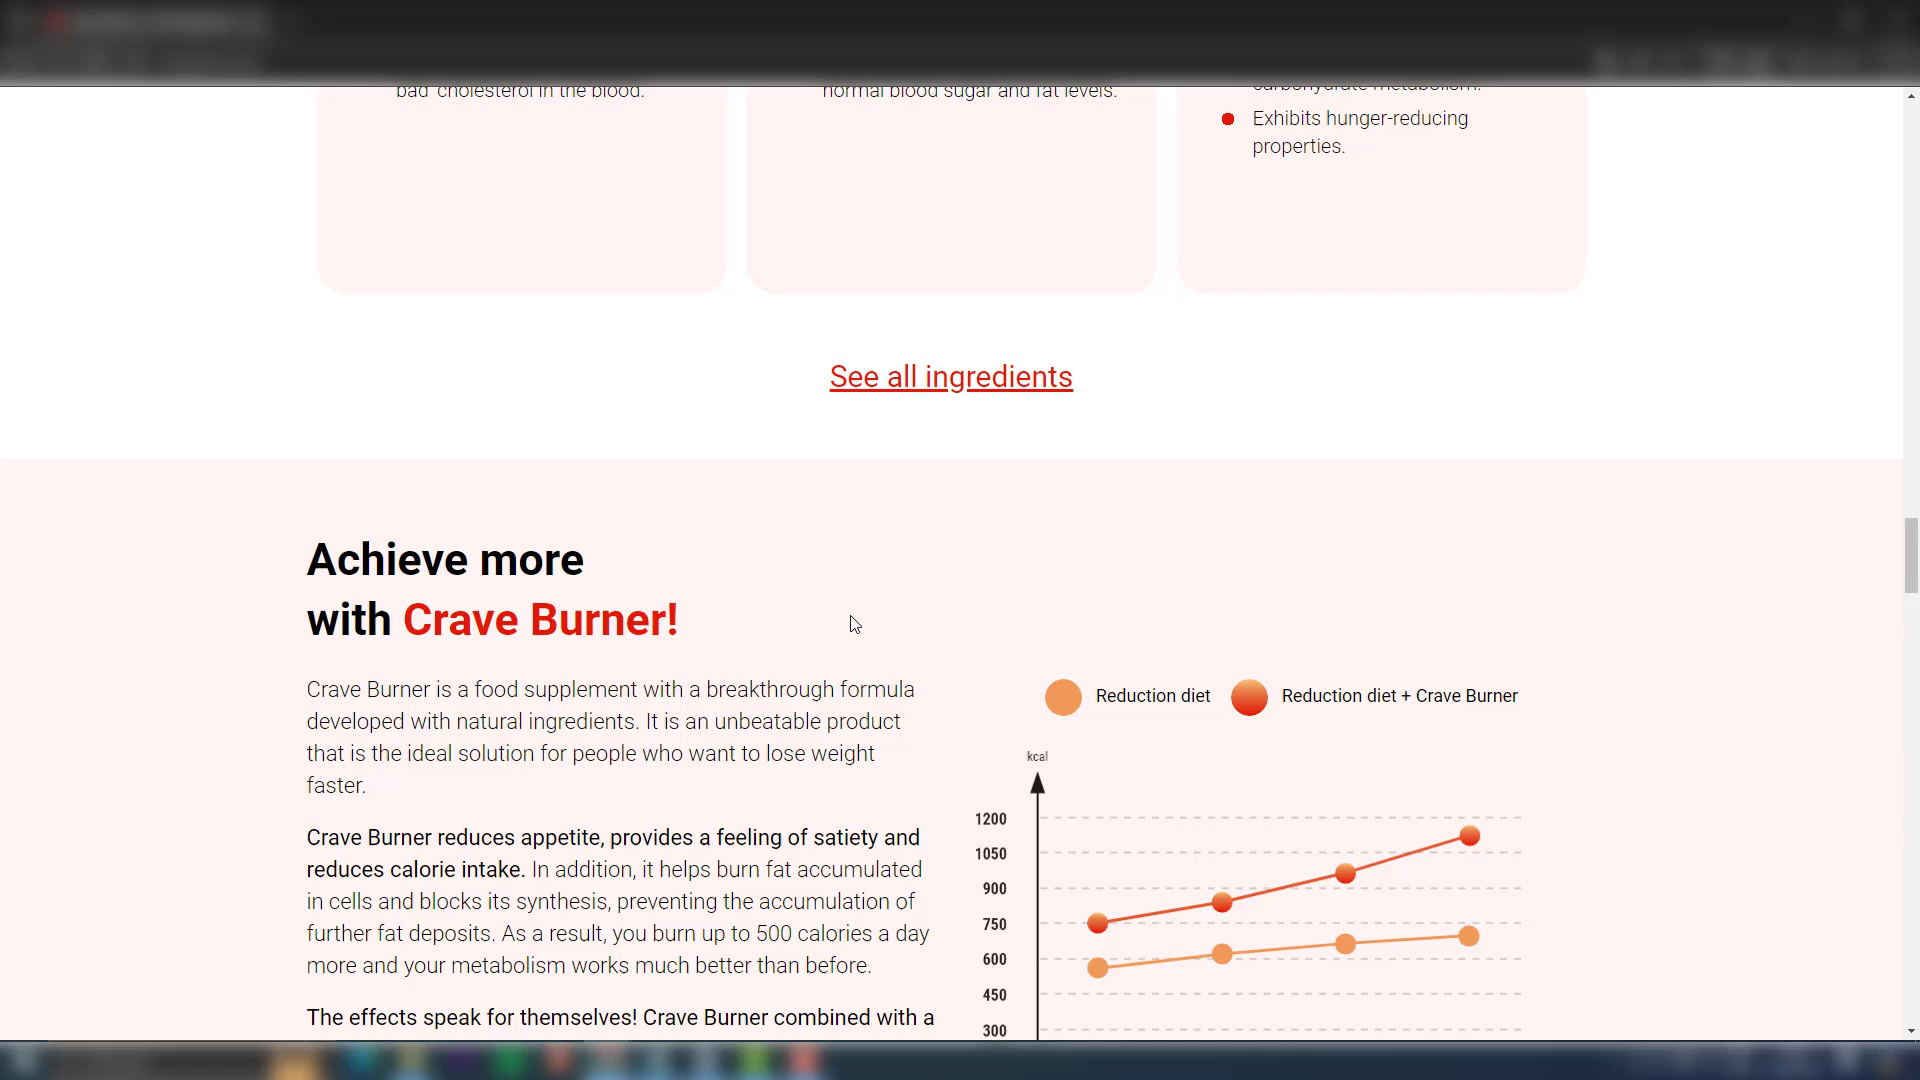 bad' cholesterol in the blood.
normal blood sugar and fat levels.
carbohydrate metabolism.
Exhibits hunger-reducing
properties.
See all ingredients
Achieve more
with Crave Burner!
Crave Burner is a food supplement with a breakthrough formula
developed with natural ingredients. It is an unbeatable product
that is the ideal solution for people who want to lose weight
faster.
Crave Burner reduces appetite, provides a feeling of satiety and
reduces calorie intake. In addition, it helps burn fat accumulated
in cells and blocks its synthesis, preventing the accumulation of
further fat deposits. As a result, you burn up to 500 calories a day
more and your metabolism works much better than before.
The effects speak for themselves! Crave Burner combined with a
Reduction diet
Reduction diet + Crave Burner
kcal
1200
1050
900
750
600
450
300